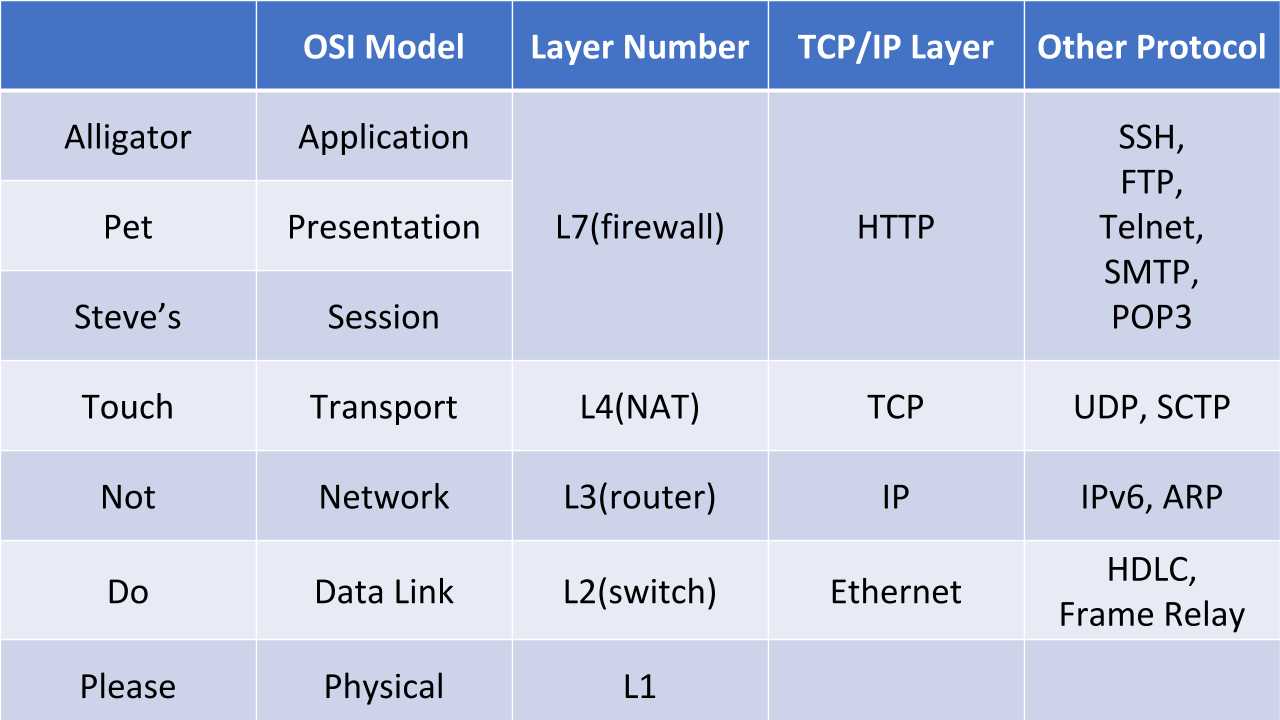 OSI Model Layer Number TCP/IP Layer Other Protocol
Alligator Application
Pet Presentation
Steve’s Session
L7(firewall) HTTP
SSH,
FTP,
Telnet,
SMTP,
POP3
Touch Transport L4(NAT) TCP UDP, SCTP
Not Network L3(router) IP IPv6, ARP
Do Data Link L2(switch) Ethernet HDLC,
Frame Relay
Please Physical L1